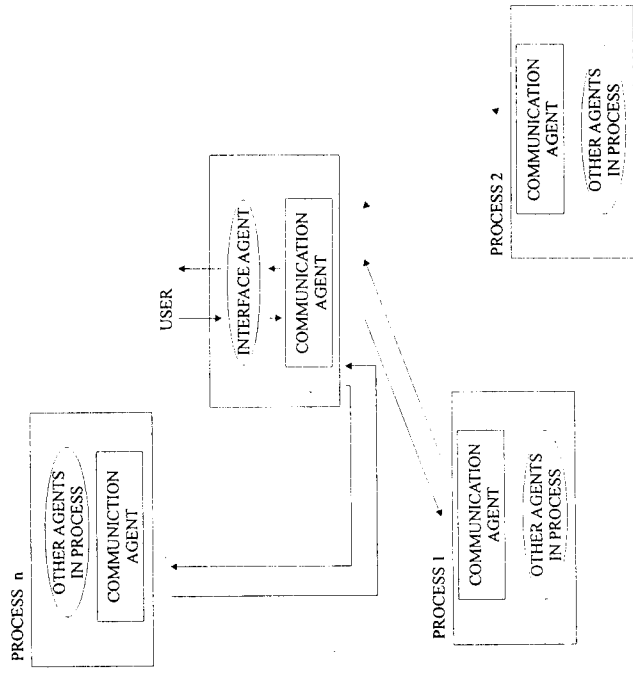 PROCESS n
OTHER AGENTS
IN PROCESS
COMMUNICTION
AGENT
USER
INTERFACE AGENT
COMMUNICATION
AGENT
PROCESS 1
COMMUNICATION
AGENT
OTHER AGENTS
IN PROCESS
PROCESS 2
COMMUNICATION
AGENT
OTHER AGENTS
IN PROCESS